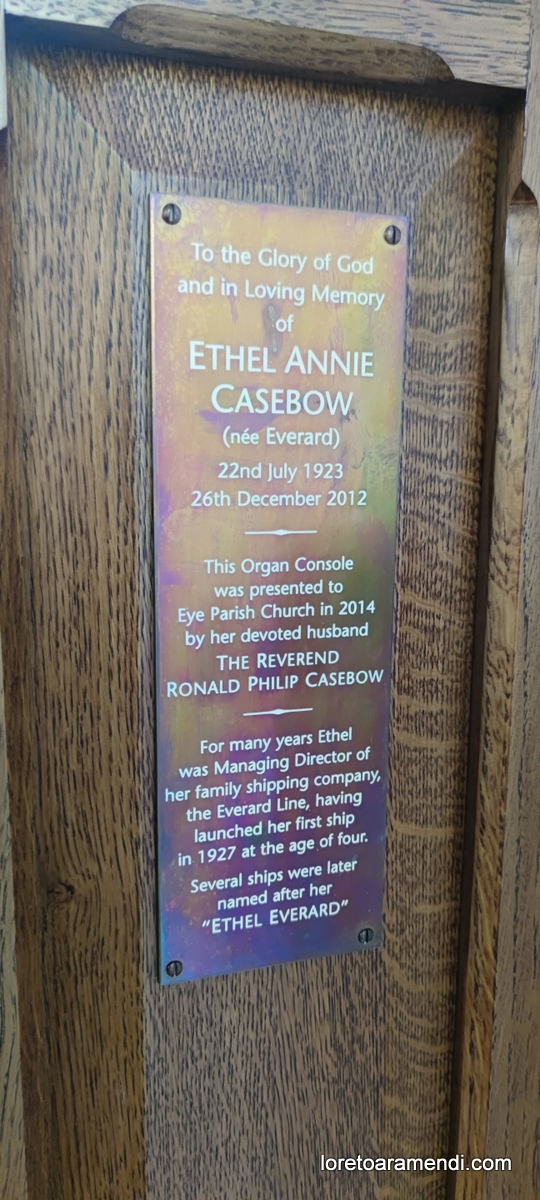 To the Glory of God
and in Loving Memory
of
ETHEL ANNIE
CASEBOW
(née Everard)
22nd July 1923
26th December 2012
This Organ Console
was presented to
Eye Parish Church in 2014
by her devoted husband
THE REVEREND
RONALD PHILIP CASEBOW
For many years Ethel
was Managing Director of
her family shipping company,
the Everard Line, having
launched her first ship
in 1927 at the age of four.
Several ships were later
named after her
“ETHEL EVERARD”
loretoaramendi.com